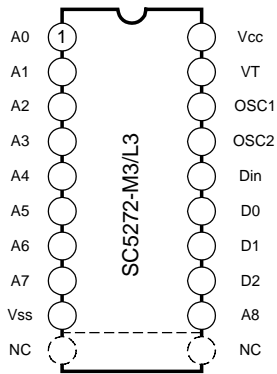 A0 1 Vcc
A1 VT
A2 OSC1
A3 OSC2
A4 Din
A5 D0
A6 D1
A7 D2
Vss A8
NC NC
SC5272-M3/L3